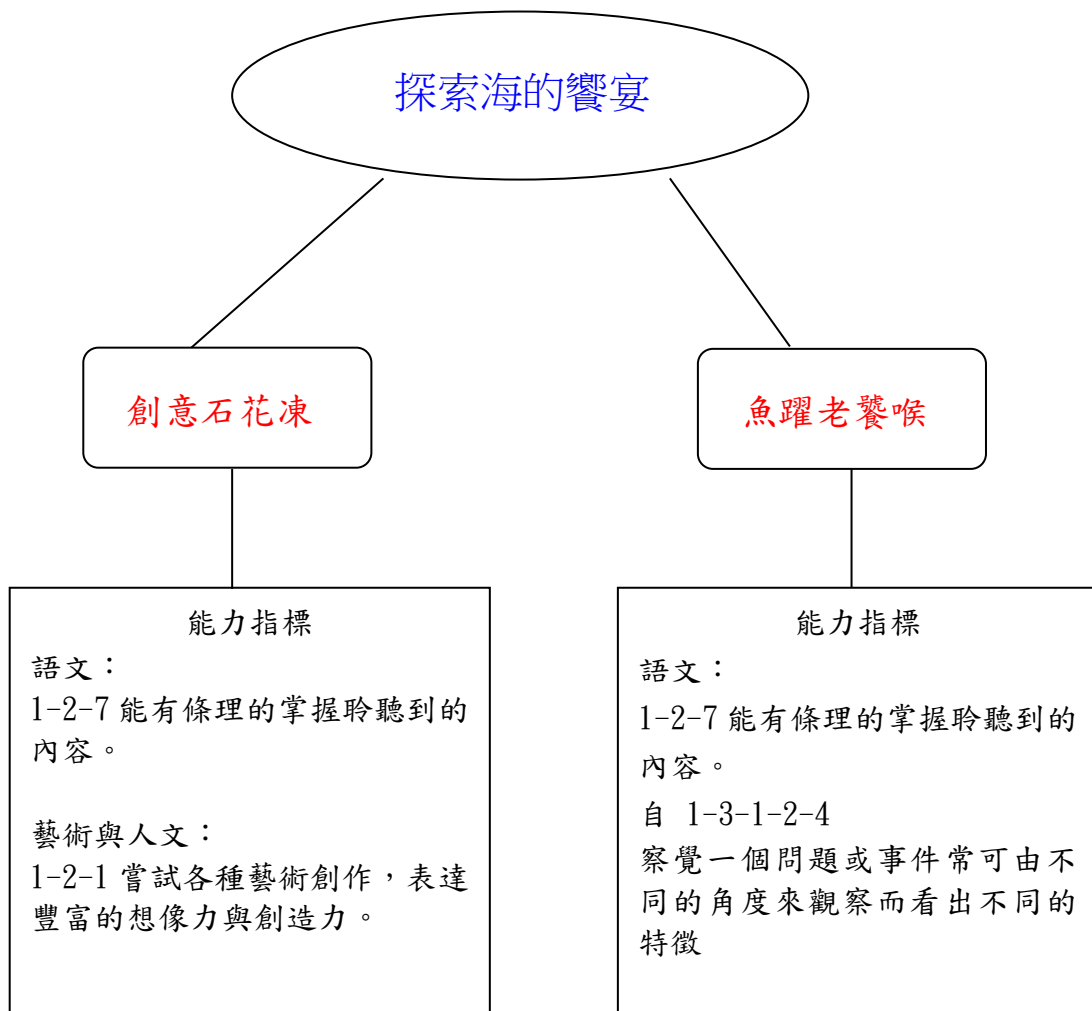 探索海的饗宴
創意石花凍
魚躍老饕喉
能力指標
語文：
1-2-7 能有條理的掌握聆聽到的
內容。
藝術與人文：
1-2-1 嘗試各種藝術創作，表達
豐富的想像力與創造力。
能力指標
語文：
1-2-7 能有條理的掌握聆聽到的
內容。
自 1-3-1-2-4
察覺一個問題或事件常可由不
同的角度來觀察而看出不同的
特徵